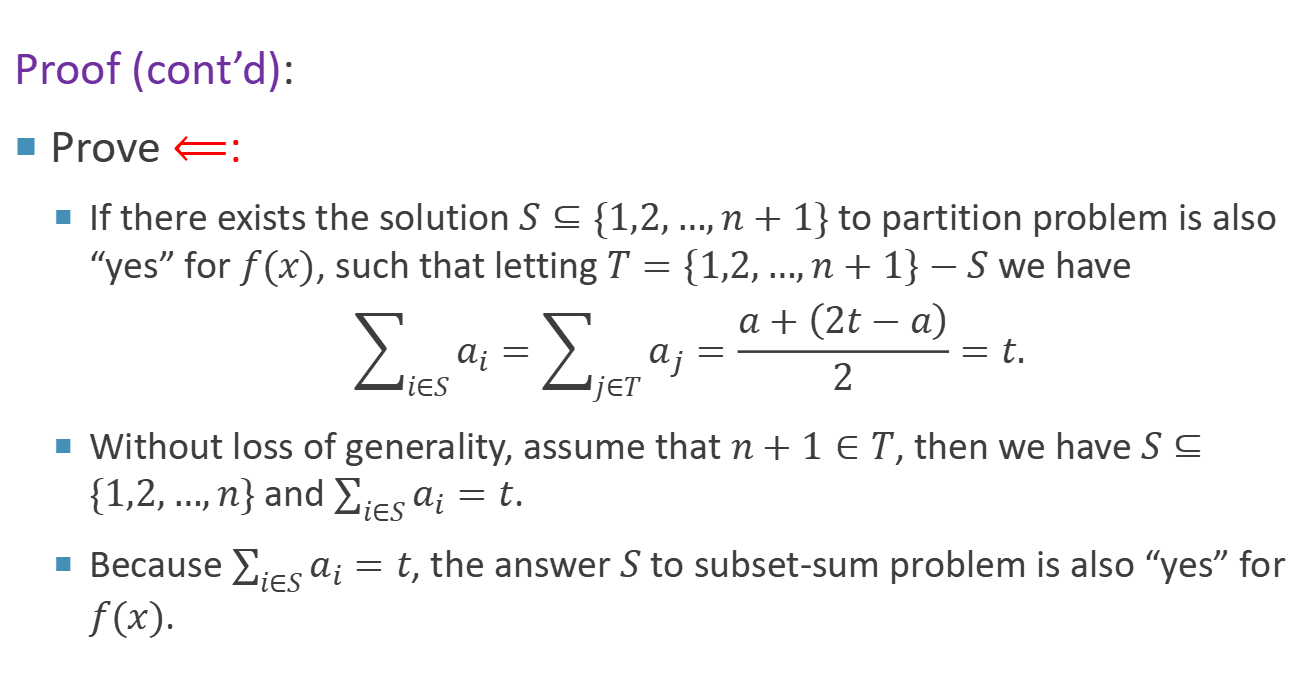 Proof (cont’d):
▪ Prove ⟸:
▪ If there exists the solution 𝑆 ⊆ {1,2, …, 𝑛 + 1} to partition problem is also
“yes” for 𝑓(𝑥), such that letting 𝑇 = {1,2, …, 𝑛 + 1} − 𝑆 we have
∑_{𝑖∈𝑆} 𝑎_𝑖 = ∑_{𝑗∈𝑇} 𝑎_𝑗 = (𝑎 + (2𝑡 − 𝑎))/2 = 𝑡.
▪ Without loss of generality, assume that 𝑛 + 1 ∈ 𝑇, then we have 𝑆 ⊆
{1,2, …, 𝑛} and ∑_{𝑖∈𝑆} 𝑎_𝑖 = 𝑡.
▪ Because ∑_{𝑖∈𝑆} 𝑎_𝑖 = 𝑡, the answer 𝑆 to subset-sum problem is also “yes” for
𝑓(𝑥).